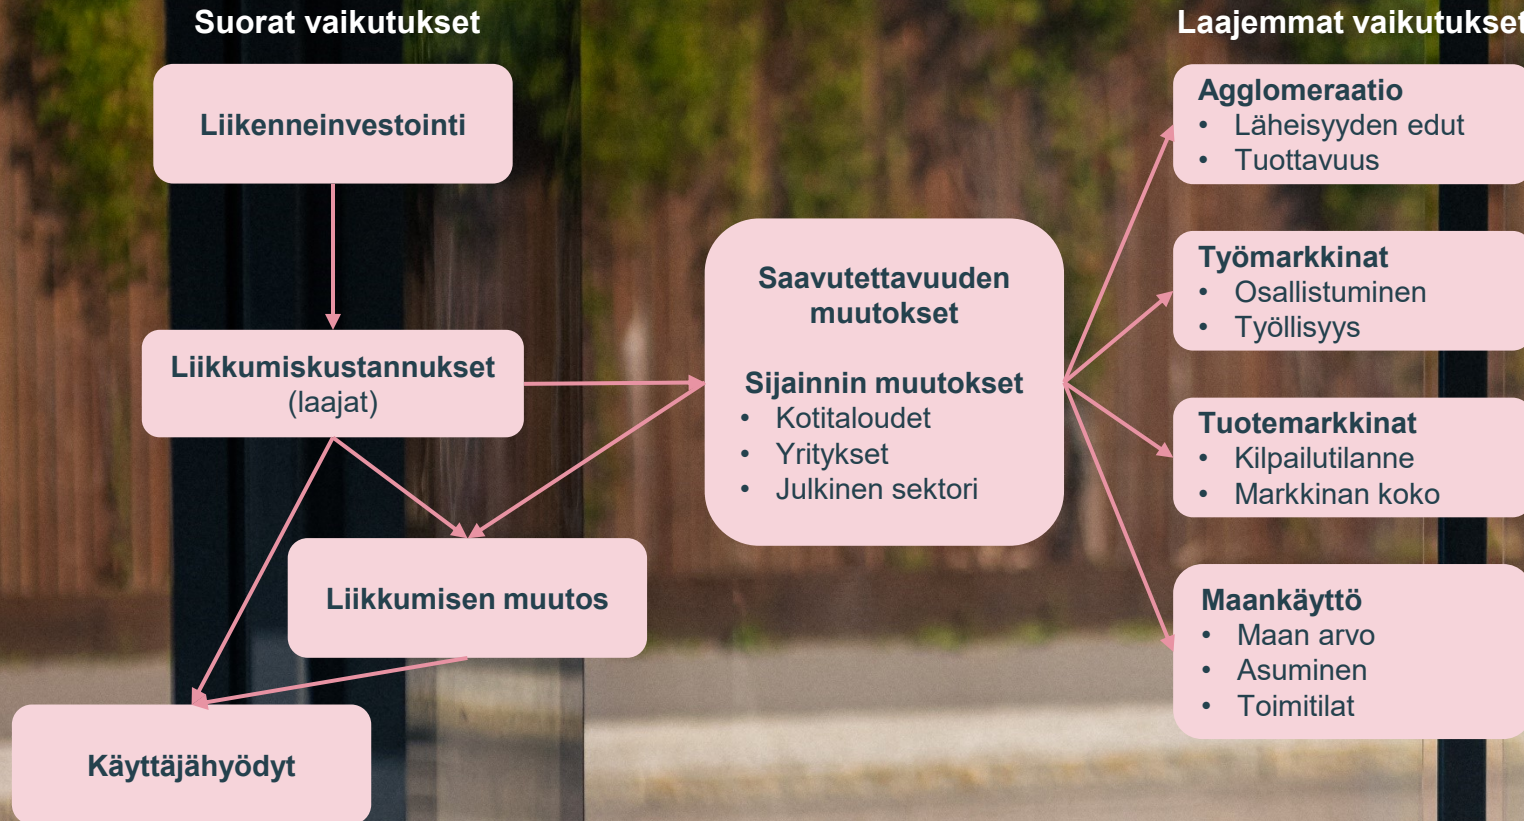 Suorat vaikutukset
Laajemmat vaikutukset
Liikenneinvestointi
Liikkumiskustannukset
(laajat)
Liikkumisen muutos
Käyttäjähyödyt
Saavutettavuuden
muutokset
Sijainnin muutokset
• Kotitaloudet
• Yritykset
• Julkinen sektori
Agglomeraatio
• Läheisyyden edut
• Tuottavuus
Työmarkkinat
• Osallistuminen
• Työllisyys
Tuotemarkkinat
• Kilpailutilanne
• Markkinan koko
Maankäyttö
• Maan arvo
• Asuminen
• Toimitilat